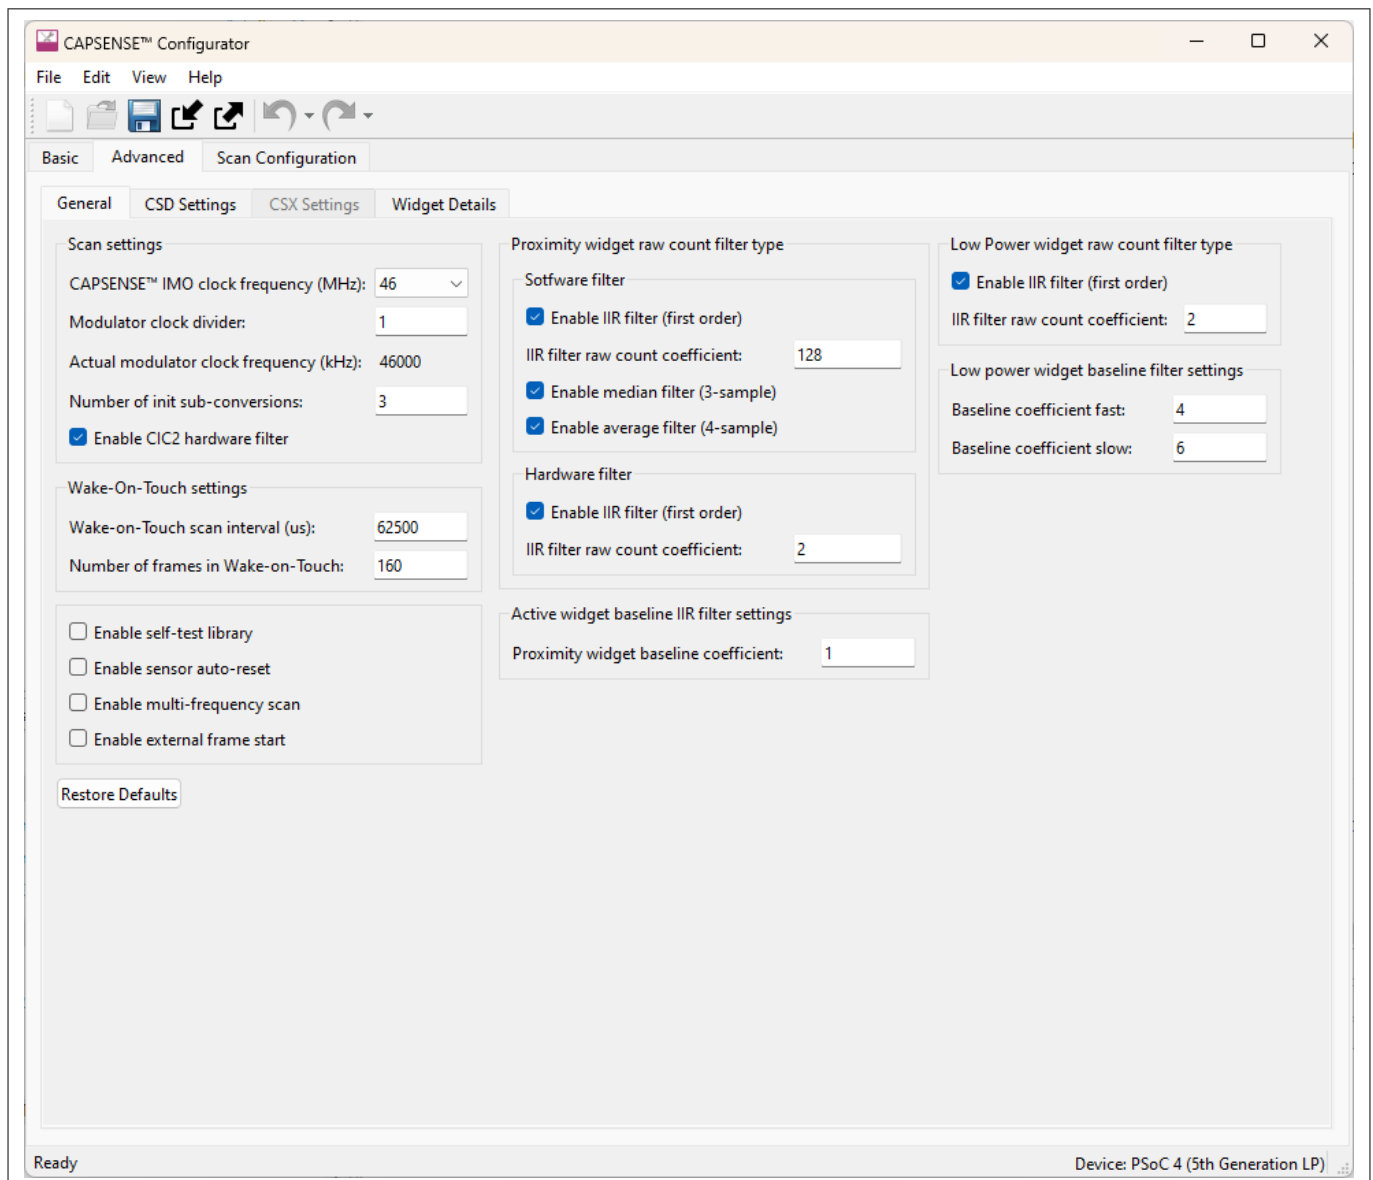 CAPSENSE™ Configurator
File Edit View Help
Basic Advanced Scan Configuration
General CSD Settings CSX Settings Widget Details
Scan settings
CAPSENSE™ IMO clock frequency (MHz): 46
Modulator clock divider: 1
Actual modulator clock frequency (kHz): 46000
Number of init sub-conversions: 3
Enable CIC2 hardware filter
Wake-On-Touch settings
Wake-on-Touch scan interval (us): 62500
Number of frames in Wake-on-Touch: 160
Enable self-test library
Enable sensor auto-reset
Enable multi-frequency scan
Enable external frame start
Restore Defaults
Proximity widget raw count filter type
Sotfware filter
Enable IIR filter (first order)
IIR filter raw count coefficient: 128
Enable median filter (3-sample)
Enable average filter (4-sample)
Hardware filter
Enable IIR filter (first order)
IIR filter raw count coefficient: 2
Active widget baseline IIR filter settings
Proximity widget baseline coefficient: 1
Low Power widget raw count filter type
Enable IIR filter (first order)
IIR filter raw count coefficient: 2
Low power widget baseline filter settings
Baseline coefficient fast: 4
Baseline coefficient slow: 6
Ready
Device: PSoC 4 (5th Generation LP)